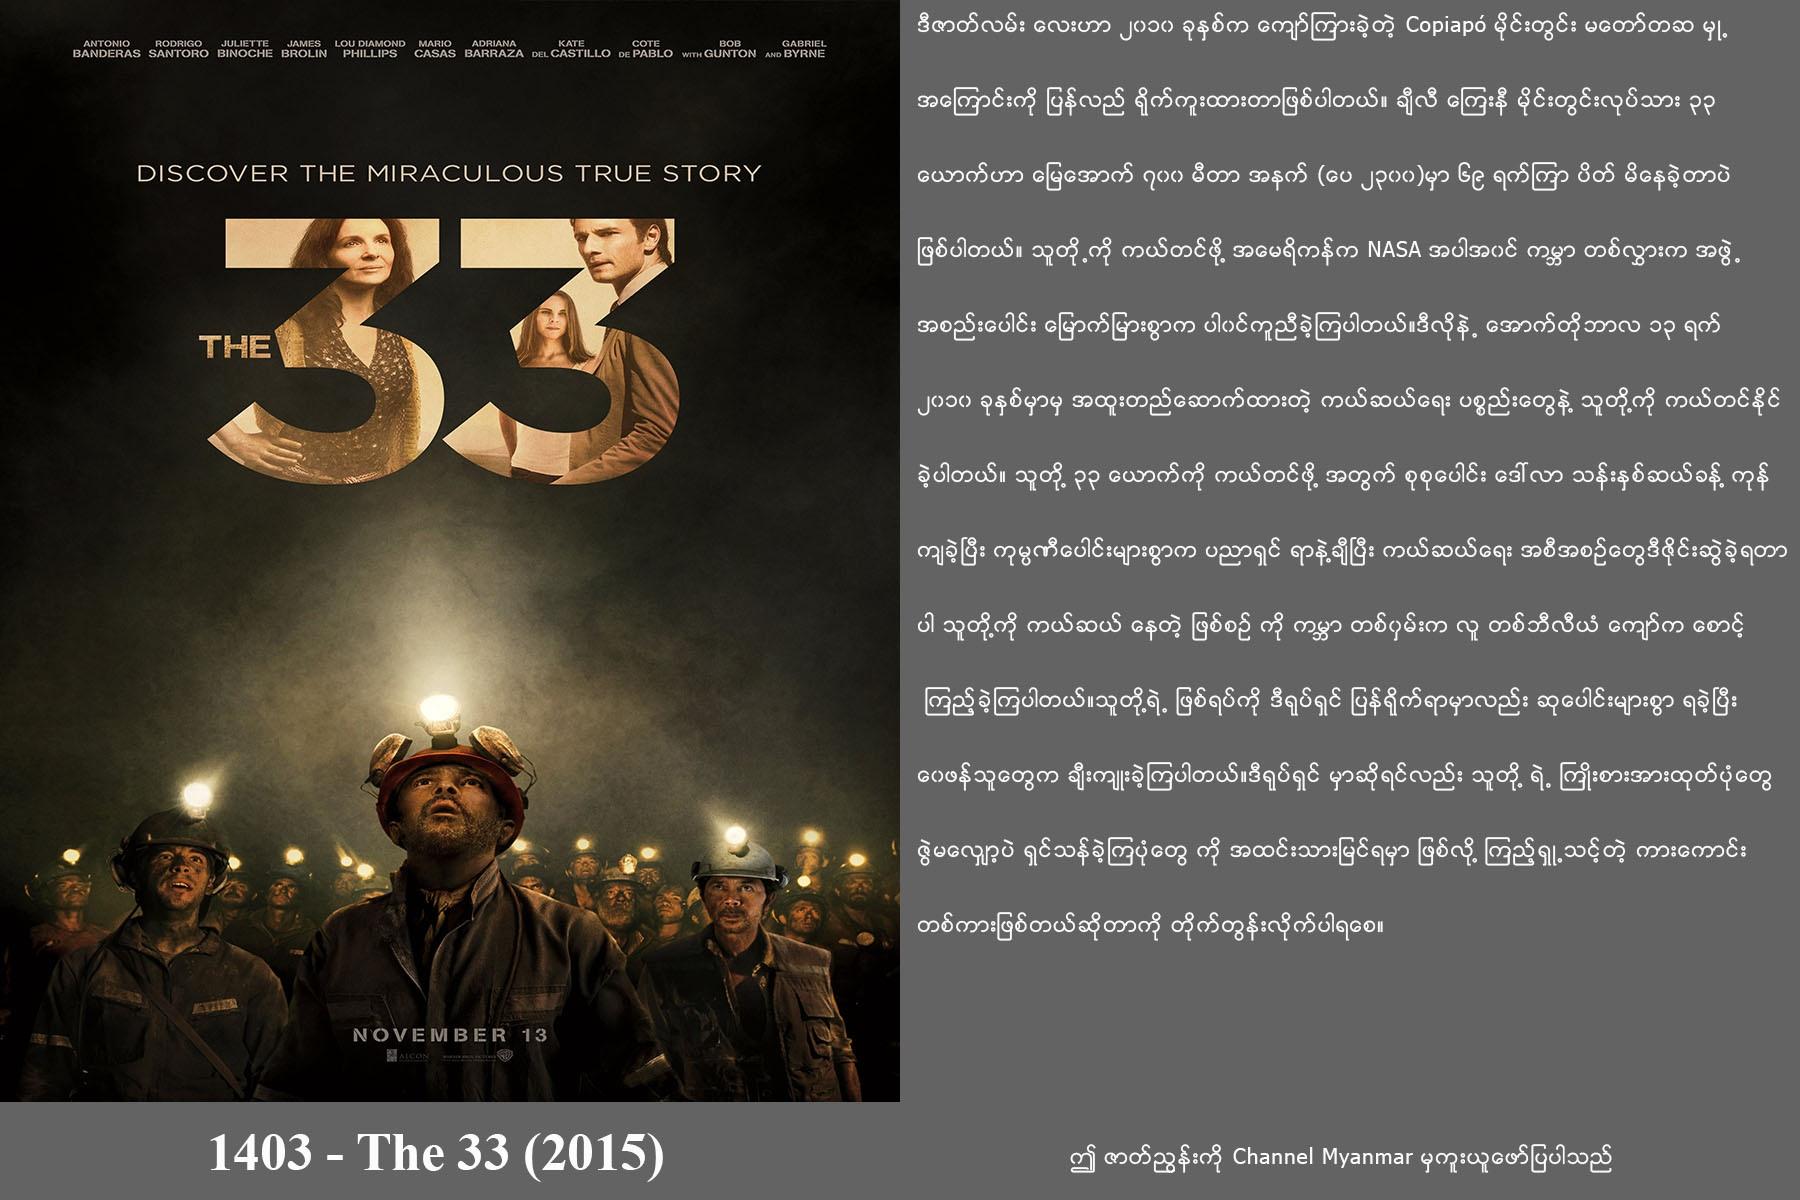 ANTONIO BANDERAS RODRIGO SANTORO JULIETTE BINOCHE JAMES BROLIN LOU DIAMOND PHILLIPS MARIO CASAS ADRIANA BARRAZA KATE DEL CASTILLO COTE DE PABLO WITH BOB GUNTON AND GABRIEL BYRNE
DISCOVER THE MIRACULOUS TRUE STORY
THE 33
NOVEMBER 13
ALCON WARNER BROS. PICTURES
1403 - The 33 (2015)
ဒီဇာတ်လမ်း လေးဟာ ၂၀၁၀ ခုနှစ်က ကျော်ကြားခဲ့တဲ့ Copiapó မိုင်းတွင်း မတော်တဆ မှု့
အကြောင်းကို ပြန်လည် ရိုက်ကူးထားတာဖြစ်ပါတယ်။ ချီလီ ကြေးနီ မိုင်းတွင်းလုပ်သား ၃၃
ယောက်ဟာ မြေအောက် ၇၀၀ မီတာ အနက် (ပေ ၂၃၀၀)မှာ ၆၉ ရက်ကြာ ပိတ် မိနေခဲ့တာပဲ
ဖြစ်ပါတယ်။ သူတို့ကို ကယ်တင်ဖို့ အမေရိကန်က NASA အပါအ၀င် ကမ္ဘာ တစ်လွှားက အဖွဲ့
အစည်းပေါင်း မြောက်မြားစွာက ပါ၀င်ကူညီခဲ့ကြပါတယ်။ဒီလိုနဲ့ အောက်တိုဘာလ ၁၃ ရက်
၂၀၁၀ ခုနှစ်မှာမှ အထူးတည်ဆောက်ထားတဲ့ ကယ်ဆယ်ရေး ပစ္စည်းတွေနဲ့ သူတို့ကို ကယ်တင်နိုင်
ခဲ့ပါတယ်။ သူတို့ ၃၃ ယောက်ကို ကယ်တင်ဖို့ အတွက် စုစုပေါင်း ဒေါ်လာ သန်းနှစ်ဆယ်ခန့် ကုန်
ကျခဲ့ပြီး ကုမ္ပဏီပေါင်းများစွာက ပညာရှင် ရာနဲ့ချီပြီး ကယ်ဆယ်ရေး အစီအစဉ်တွေဒီဇိုင်းဆွဲခဲ့ရတာ
ပါ သူတို့ကို ကယ်ဆယ် နေတဲ့ ဖြစ်စဉ် ကို ကမ္ဘာ တစ်ဝှမ်းက လူ တစ်ဘီလီယံ ကျော်က စောင့်
ကြည့်ခဲ့ကြပါတယ်။သူတို့ရဲ့ ဖြစ်ရပ်ကို ဒီရုပ်ရှင် ပြန်ရိုက်ရာမှာလည်း ဆုပေါင်းများစွာ ရခဲ့ပြီး
ဝေဖန်သူတွေက ချီးကျုးခဲ့ကြပါတယ်။ဒီရုပ်ရှင် မှာဆိုရင်လည်း သူတို့ ရဲ့ ကြိုးစားအားထုတ်ပုံတွေ
ဇွဲမလျှော့ပဲ ရှင်သန်ခဲ့ကြပုံတွေ ကို အထင်းသားမြင်ရမှာ ဖြစ်လို့ ကြည့်ရှု့သင့်တဲ့ ကားကောင်း
တစ်ကားဖြစ်တယ်ဆိုတာကို တိုက်တွန်းလိုက်ပါရစေ။
ဤ ဇာတ်ညွှန်းကို Channel Myanmar မှကူးယူဖော်ပြပါသည်